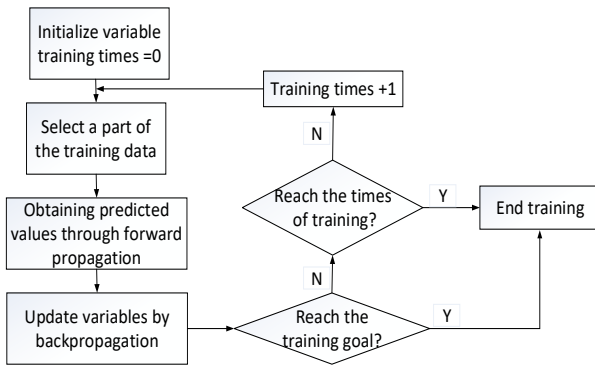 Initialize variable
training times =0
Training times +1
Select a part of
the training data
N
Reach the times
of training?
Y
End training
Obtaining predicted
values through forward
propagation
N
Update variables by
backpropagation
Reach the
training goal?
Y